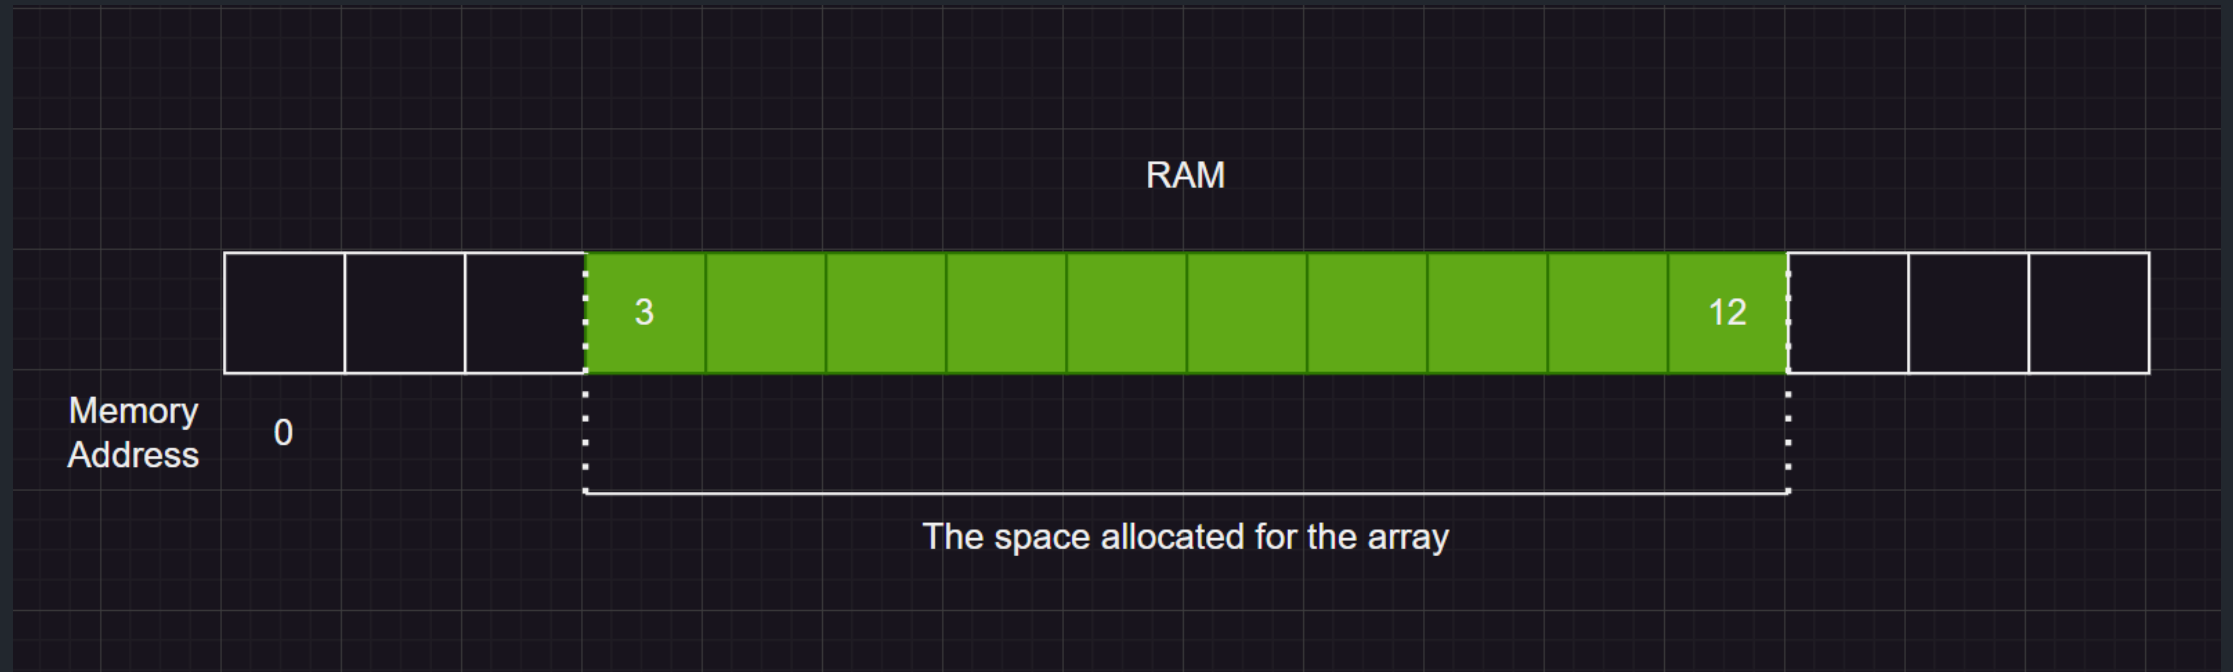 RAM
3
12
Memory
Address
0
The space allocated for the array